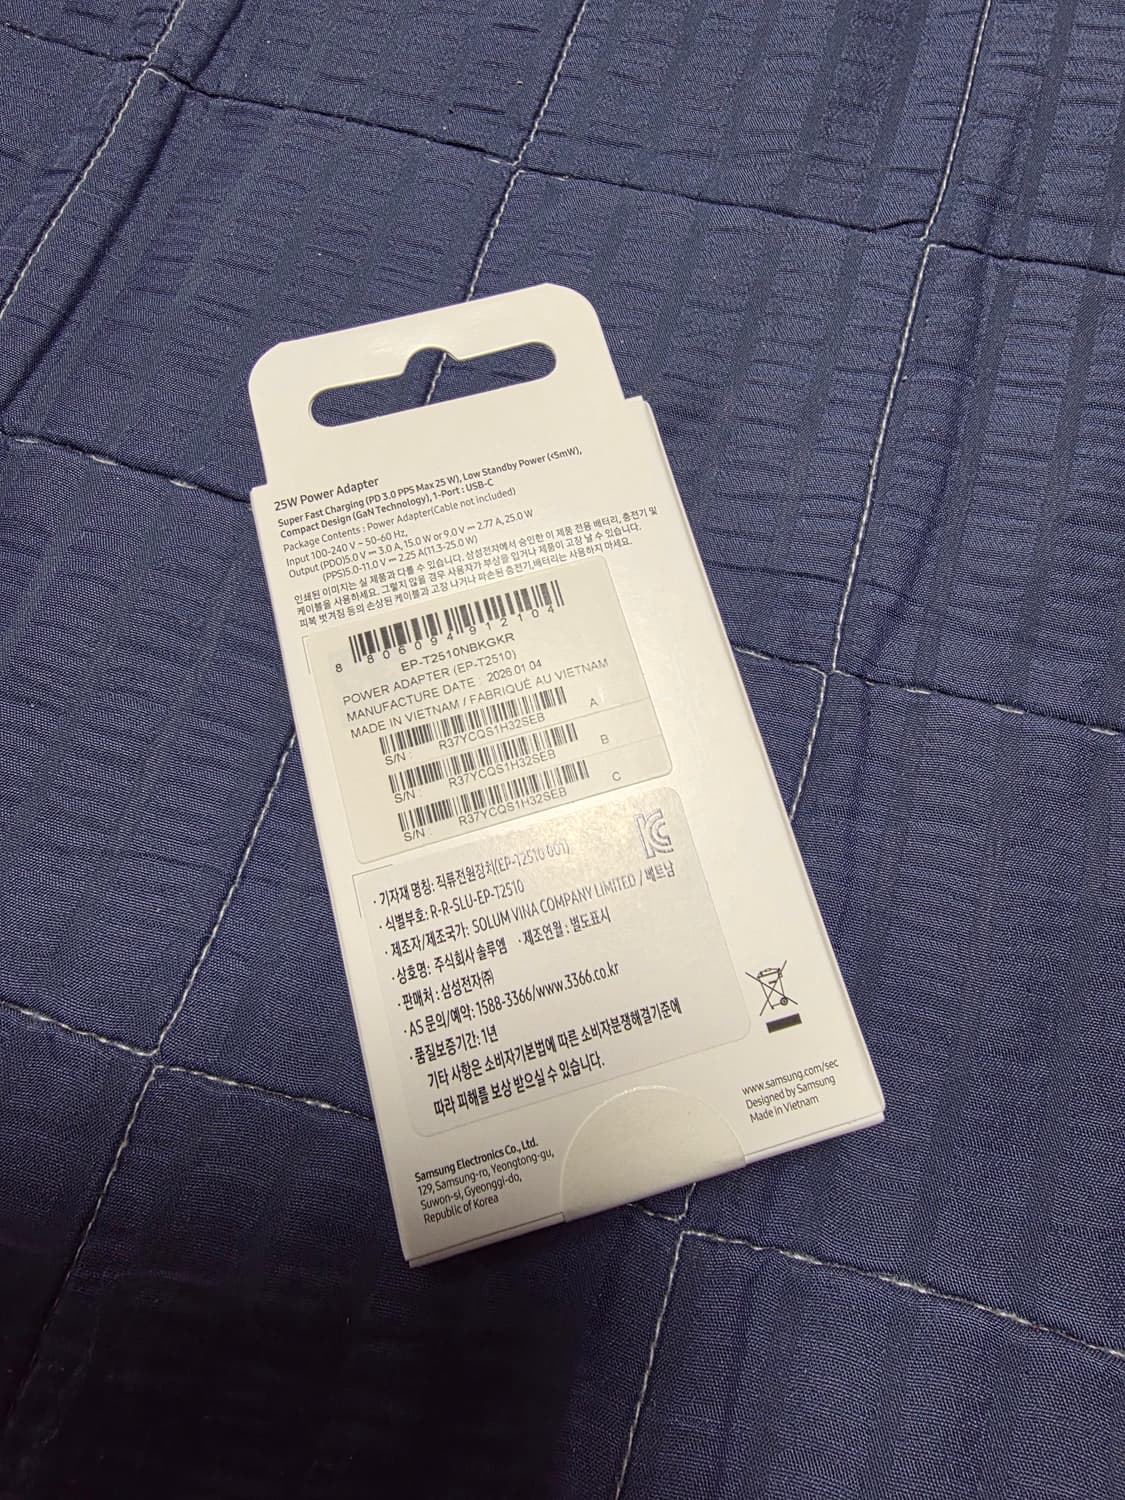 25W Power Adapter
Super Fast Charging (PD 3.0 PPS Max 25 W), Low Standby Power (<5mW),
Compact Design (GaN Technology), 1-Port : USB-C
Package Contents : Power Adapter(Cable not included)
Input 100-240 V ~ 50-60 Hz,
Output (PDO)5.0 V ⎓ 3.0 A, 15.0 W or 9.0 V ⎓ 2.77 A, 25.0 W
(PPS)5.0-11.0 V ⎓ 2.25 A(11.3-25.0 W)
인쇄된 이미지는 실 제품과 다를 수 있습니다. 삼성전자에서 승인한 이 제품 전용 배터리, 충전기 및
케이블을 사용하세요. 그렇지 않을 경우 사용자가 부상을 입거나 제품이 고장 날 수 있습니다.
피복 벗겨짐 등의 손상된 케이블과 고장 나거나 파손된 충전기,배터리는 사용하지 마세요.
8 806094 912104
EP-T2510NBKGKR
POWER ADAPTER (EP-T2510)
MANUFACTURE DATE : 2026.01.04
MADE IN VIETNAM / FABRIQUÉ AU VIETNAM
S/N : R37YCQS1H32SEB A
S/N : R37YCQS1H32SEB B
S/N : R37YCQS1H32SEB C
· 기자재 명칭: 직류전원장치(EP-T2510 001)
· 식별부호: R-R-SLU-EP-T2510
· 제조자/제조국가: SOLUM VINA COMPANY LIMITED / 베트남
· 상호명: 주식회사 솔루엠 · 제조연월 : 별도표시
· 판매처 : 삼성전자㈜
· AS 문의/예약: 1588-3366/www.3366.co.kr
· 품질보증기간: 1년
기타 사항은 소비자기본법에 따른 소비자분쟁해결기준에
따라 피해를 보상 받으실 수 있습니다.
Samsung Electronics Co., Ltd.
129, Samsung-ro, Yeongtong-gu,
Suwon-si, Gyeonggi-do,
Republic of Korea
www.samsung.com/sec
Designed by Samsung
Made in Vietnam